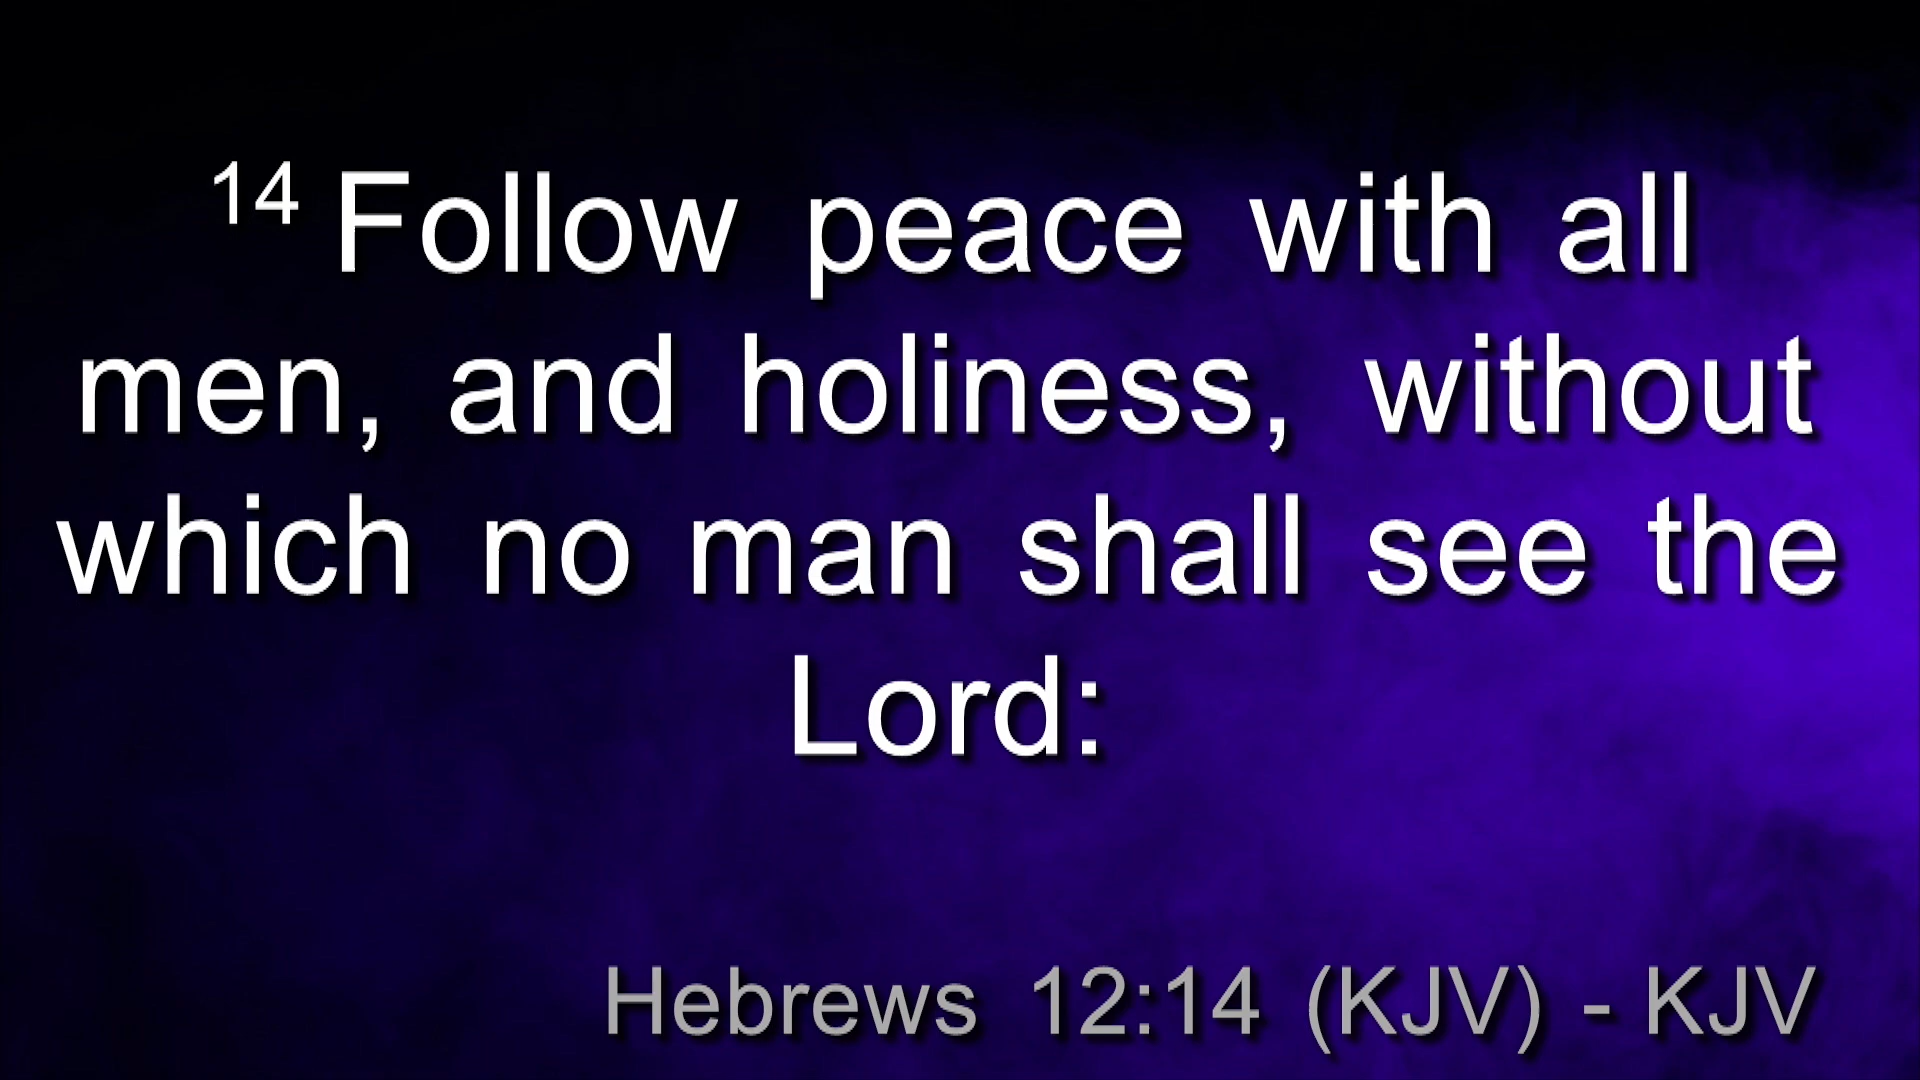 14 Follow peace with all
men, and holiness, without
which no man shall see the
Lord:
Hebrews 12:14 (KJV) - KJV